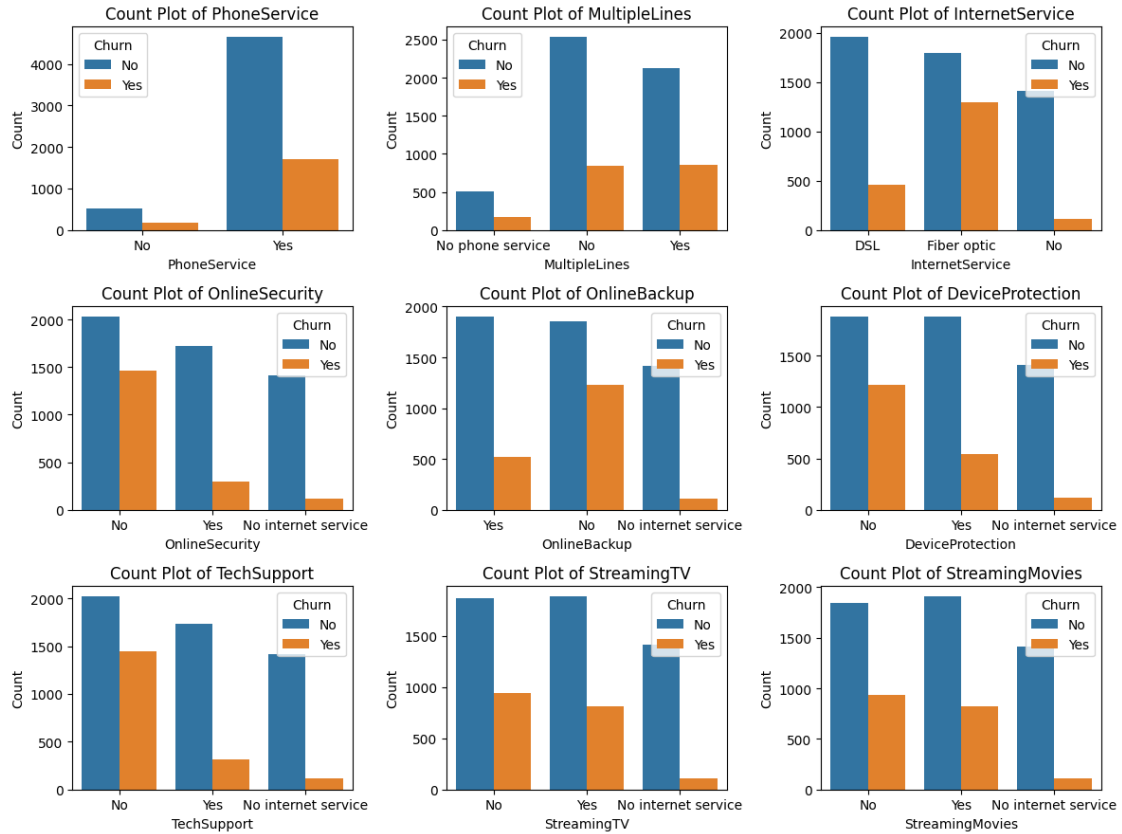 Count Plot of PhoneService
Churn
No
Yes
Count
4000
3000
2000
1000
0
No
Yes
PhoneService
Count Plot of MultipleLines
Churn
No
Yes
Count
2500
2000
1500
1000
500
0
No phone service
No
Yes
MultipleLines
Count Plot of InternetService
Churn
No
Yes
Count
2000
1500
1000
500
0
DSL
Fiber optic
No
InternetService
Count Plot of OnlineSecurity
Churn
No
Yes
Count
2000
1500
1000
500
0
No
Yes
No internet service
OnlineSecurity
Count Plot of OnlineBackup
Churn
No
Yes
Count
2000
1500
1000
500
0
Yes
No
No internet service
OnlineBackup
Count Plot of DeviceProtection
Churn
No
Yes
Count
1500
1000
500
0
No
Yes
No internet service
DeviceProtection
Count Plot of TechSupport
Churn
No
Yes
Count
2000
1500
1000
500
0
No
Yes
No internet service
TechSupport
Count Plot of StreamingTV
Churn
No
Yes
Count
1500
1000
500
0
No
Yes
No internet service
StreamingTV
Count Plot of StreamingMovies
Churn
No
Yes
Count
2000
1500
1000
500
0
No
Yes
No internet service
StreamingMovies